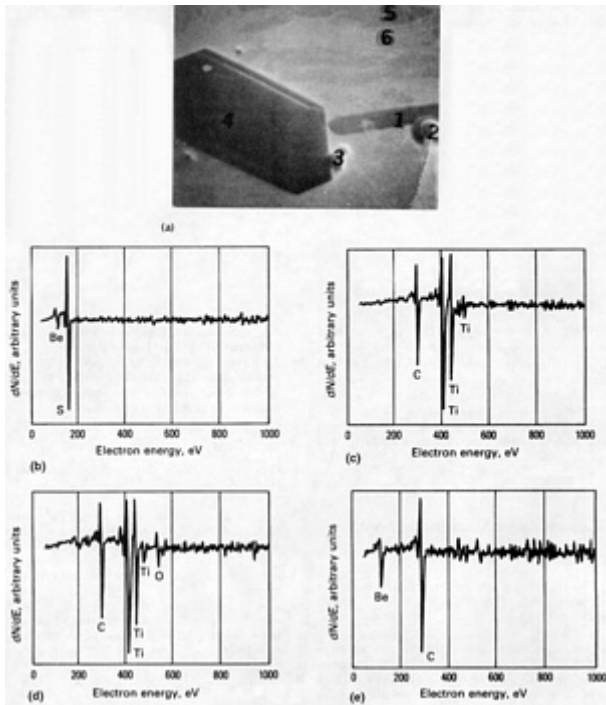 5
6
4
1
2
3
(a)
dN/dE, arbitrary units
Be
S
0 200 400 600 800 1000
Electron energy, eV
(b)
dN/dE, arbitrary units
C
Ti
Ti
Ti
0 200 400 600 800 1000
Electron energy, eV
(c)
dN/dE, arbitrary units
C
Ti
O
Ti
Ti
0 200 400 600 800 1000
Electron energy, eV
(d)
dN/dE, arbitrary units
Be
C
0 200 400 600 800 1000
Electron energy, eV
(e)